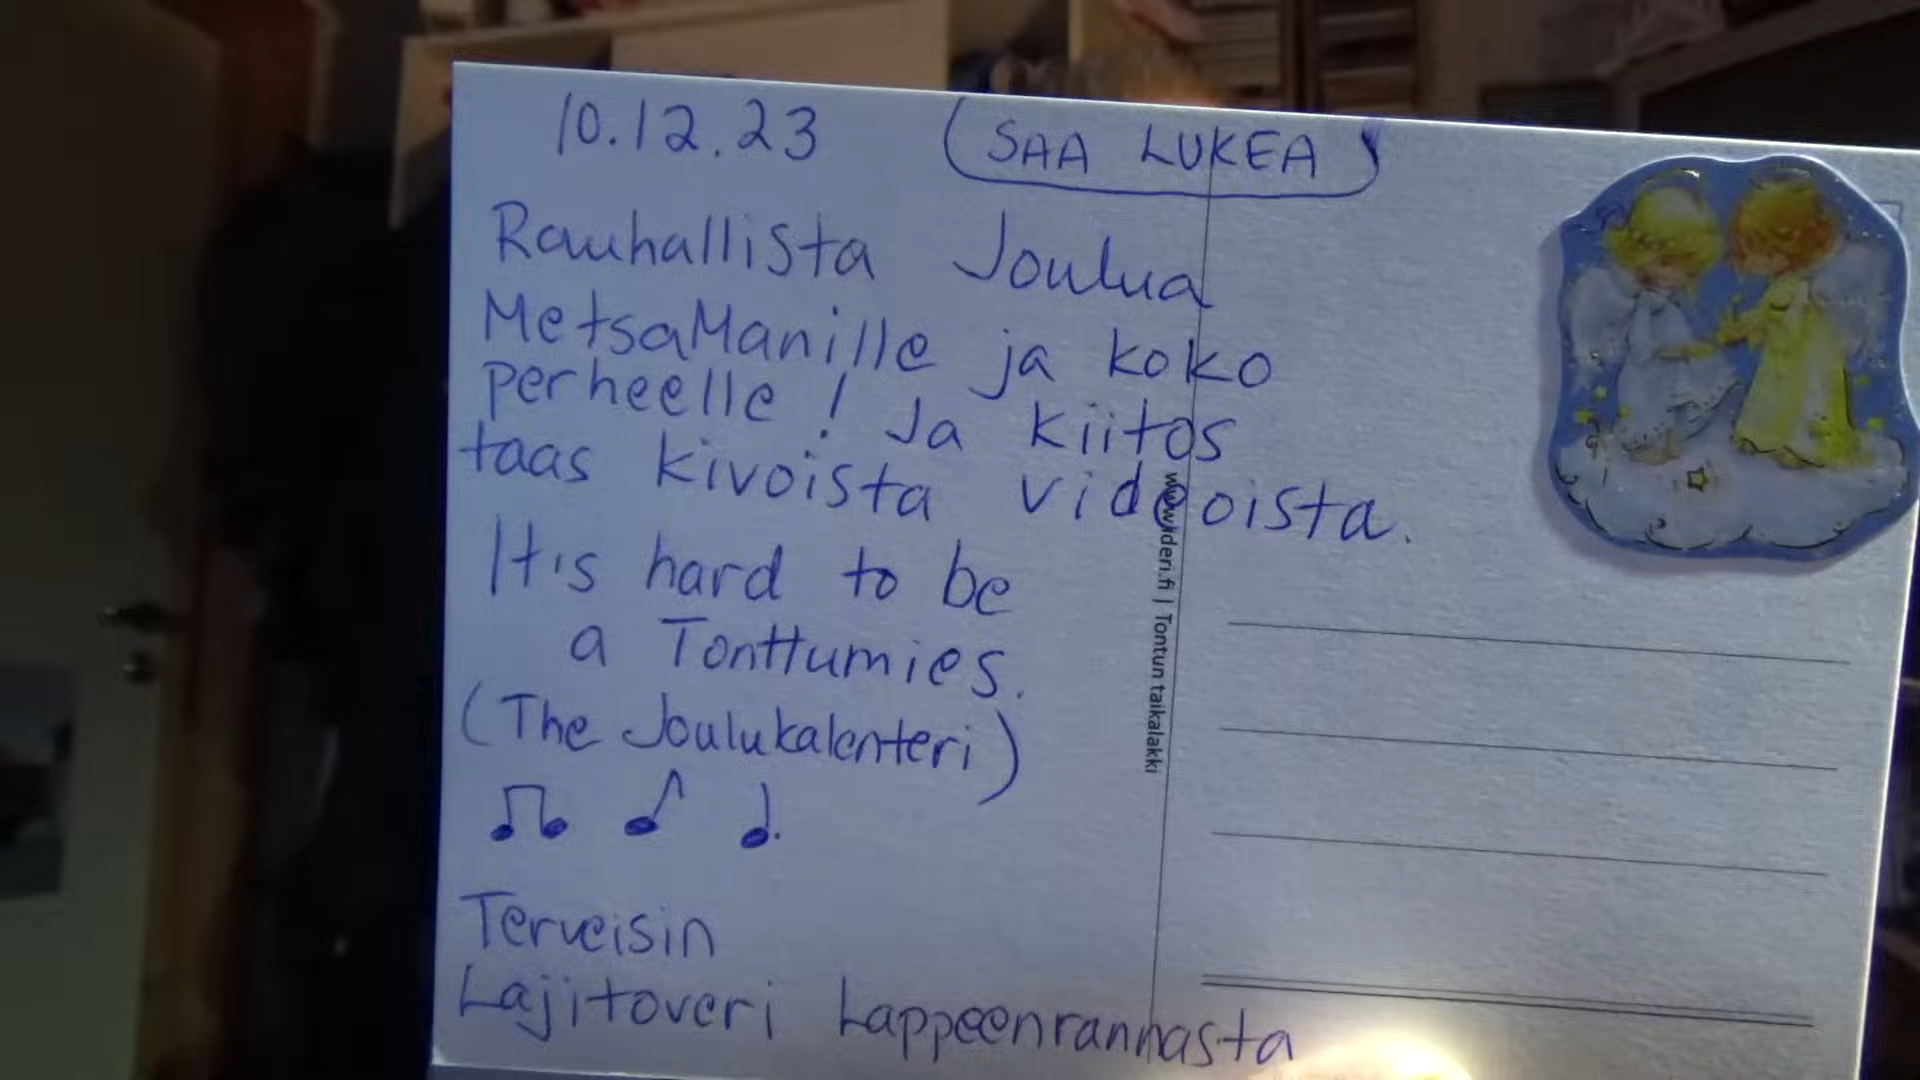 10.12.23 (SAA LUKEA)
Rauhallista Joulua
MetsaManille ja koko
perheelle! Ja kiitos
taas kivoista videoista.
It's hard to be
a Tonttumies.
(The Joulukalenteri)
Terveisin
Lajitoveri Lappeenrannasta
www.ideri.fi | Tontun taikalakki